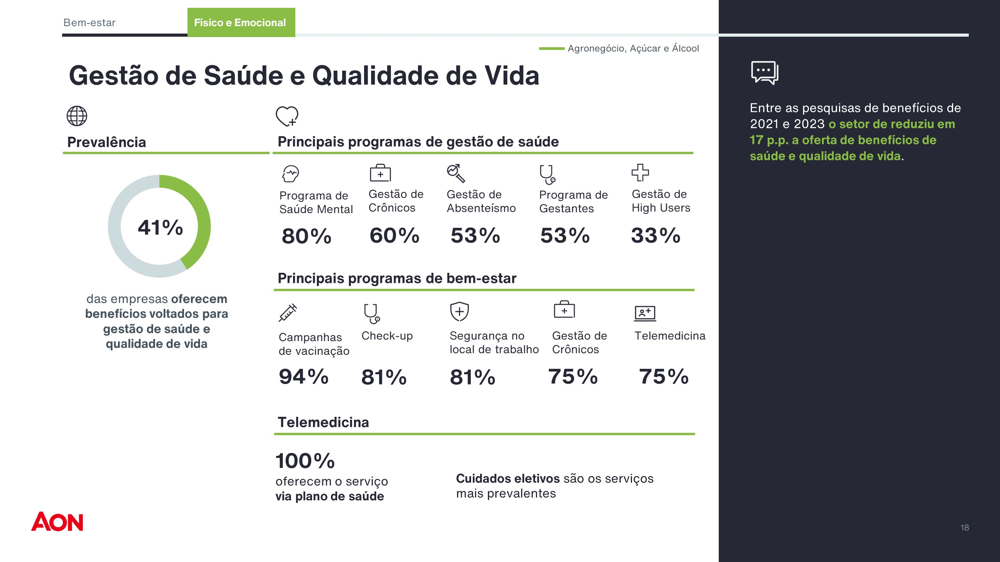 Bem-estar
Físico e Emocional
Agronegócio, Açúcar e Álcool
Gestão de Saúde e Qualidade de Vida
Prevalência
41%
das empresas oferecem
benefícios voltados para
gestão de saúde e
qualidade de vida
Principais programas de gestão de saúde
Programa de
Saúde Mental
80%
Gestão de
Crônicos
60%
Gestão de
Absenteísmo
53%
Programa de
Gestantes
53%
Gestão de
High Users
33%
Principais programas de bem-estar
Campanhas
de vacinação
94%
Check-up
81%
Segurança no
local de trabalho
81%
Gestão de
Crônicos
75%
Telemedicina
75%
Telemedicina
100%
oferecem o serviço
via plano de saúde
Cuidados eletivos são os serviços
mais prevalentes
Entre as pesquisas de benefícios de
2021 e 2023 o setor de reduziu em
17 p.p. a oferta de benefícios de
saúde e qualidade de vida.
AON
18